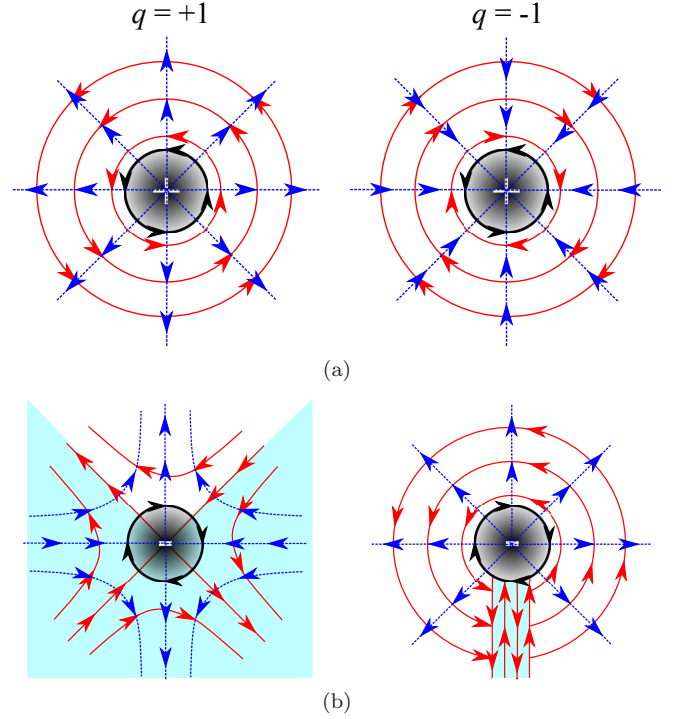 q = +1
q = -1
(a)
(b)